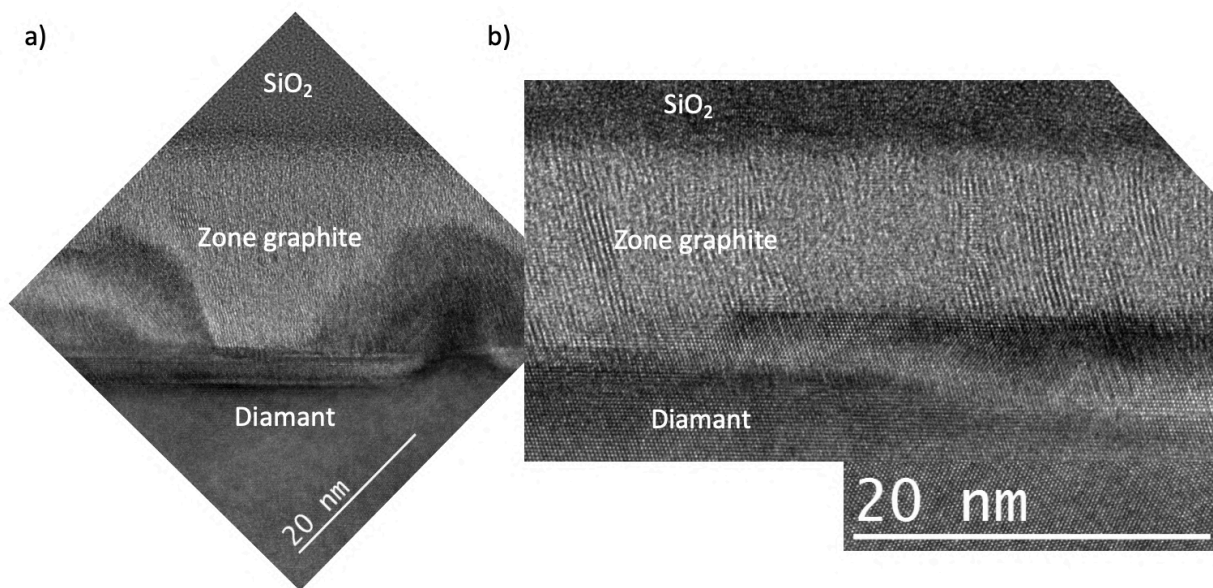 a)
SiO₂
Zone graphite
Diamant
20 nm
b)
SiO₂
Zone graphite
Diamant
20 nm